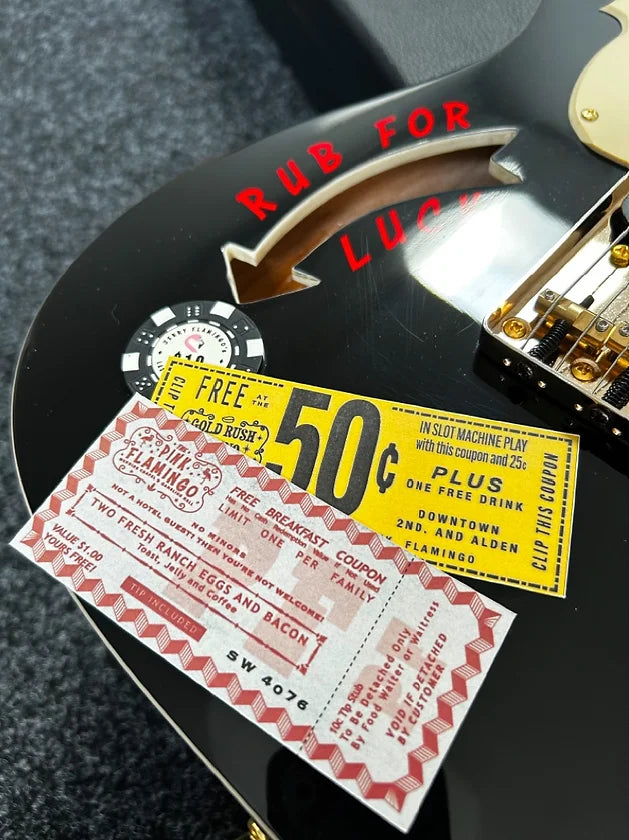 RUB FOR
LUCK
$10
CLIP T
FREE AT THE
GOLD RUSH
50¢
IN SLOT MACHINE PLAY
with this coupon and 25¢
PLUS
ONE FREE DRINK
DOWNTOWN
2ND. AND ALDEN
FLAMINGO
CLIP THIS COUPON
THE
PINK
FLAMINGO
FREE BREAKFAST COUPON
LIMIT ONE PER FAMILY
NO MINORS
NOT A HOTEL GUEST? THEN YOU'RE NOT WELCOME!
TWO FRESH RANCH EGGS AND BACON
Toast, Jelly and Coffee
VALUE $1.00
YOURS FREE!
TIP INCLUDED
SW 4076
10c Tip Stub
To Be Detached Only
By Food Waiter or Waitress
VOID IF DETACHED
BY CUSTOMER